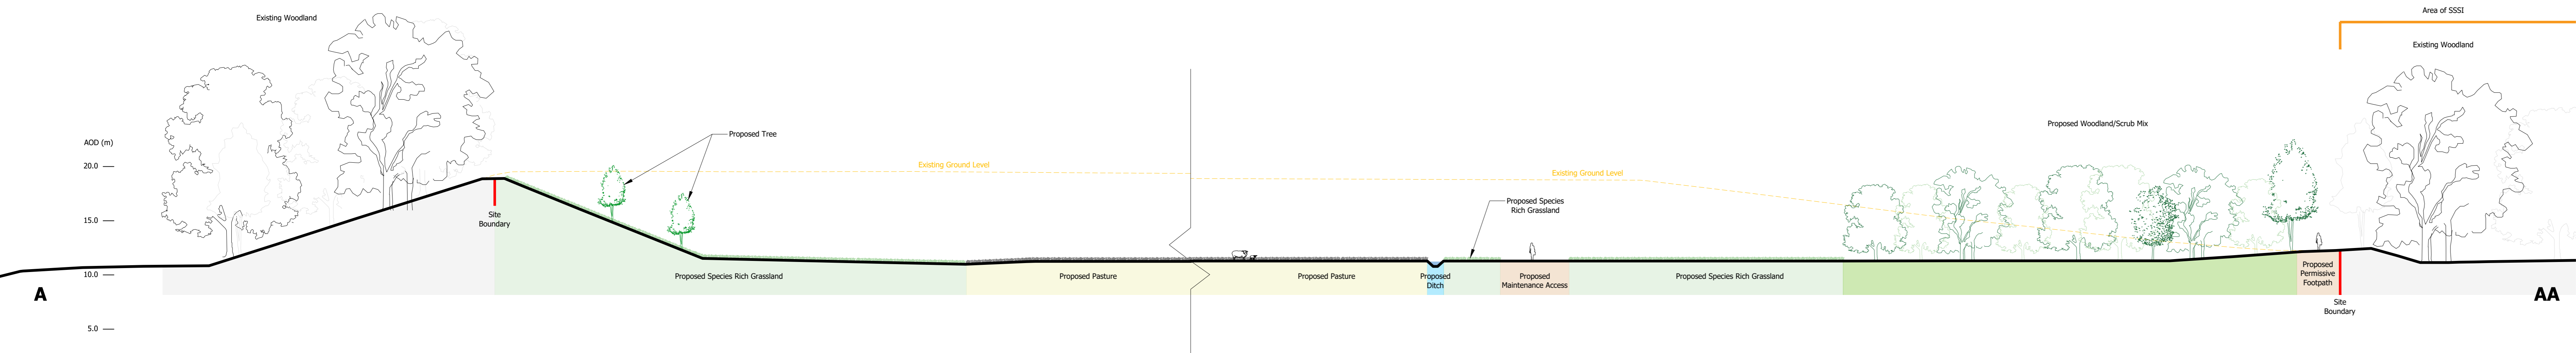 Existing Woodland
Area of SSSI
Existing Woodland
Proposed Woodland/Scrub Mix
Proposed Tree
AOD (m)
20.0
15.0
10.0
5.0
Existing Ground Level
Existing Ground Level
Proposed Species
Rich Grassland
Site
Boundary
Proposed Species Rich Grassland
Proposed Pasture
Proposed Pasture
Proposed
Ditch
Proposed
Maintenance Access
Proposed Species Rich Grassland
Proposed
Permissive
Footpath
Site
Boundary
A
AA